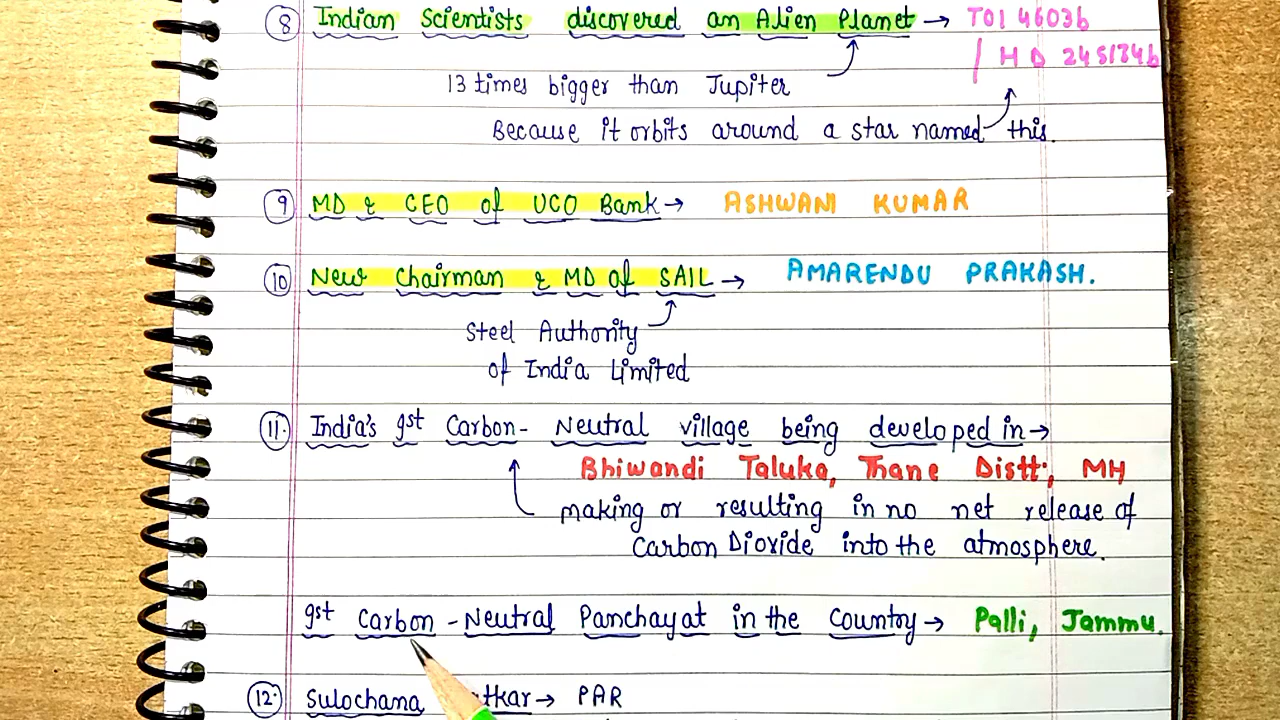 8 Indian Scientists discovered an Alien Planet → TOI 4603b
/ HD 245134b
13 times bigger than Jupiter
Because it orbits around a star named this.
9 MD & CEO of UCO Bank → ASHWANI KUMAR
10 New Chairman & MD of SAIL → AMARENDU PRAKASH.
Steel Authority
of India Limited
11. India's 9st Carbon- Neutral village being developed in →
Bhiwandi Taluka, Thane Distt., MH
making or resulting in no net release of
Carbon Dioxide into the atmosphere.
9st Carbon-Neutral Panchayat in the Country → Palli, Jammu.
12. Sulochana tkar → PAR